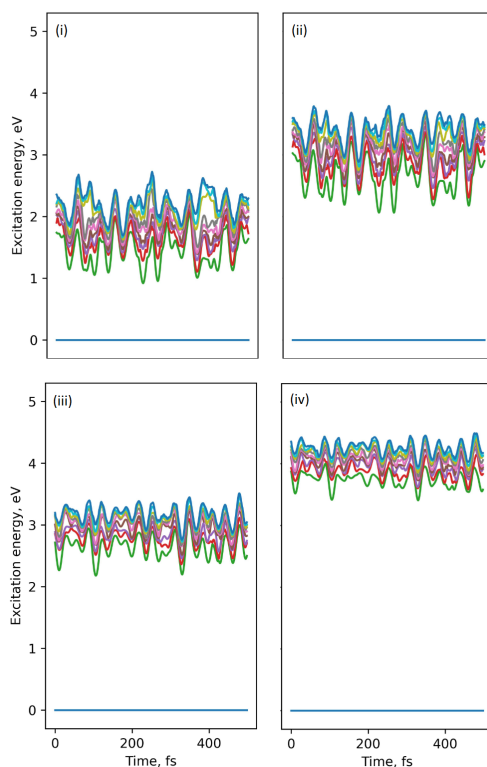 (i)
(ii)
5
4
3
2
1
0
Excitation energy, eV
(iii)
(iv)
5
4
3
2
1
0
Excitation energy, eV
0
200
400
0
200
400
Time, fs
Time, fs